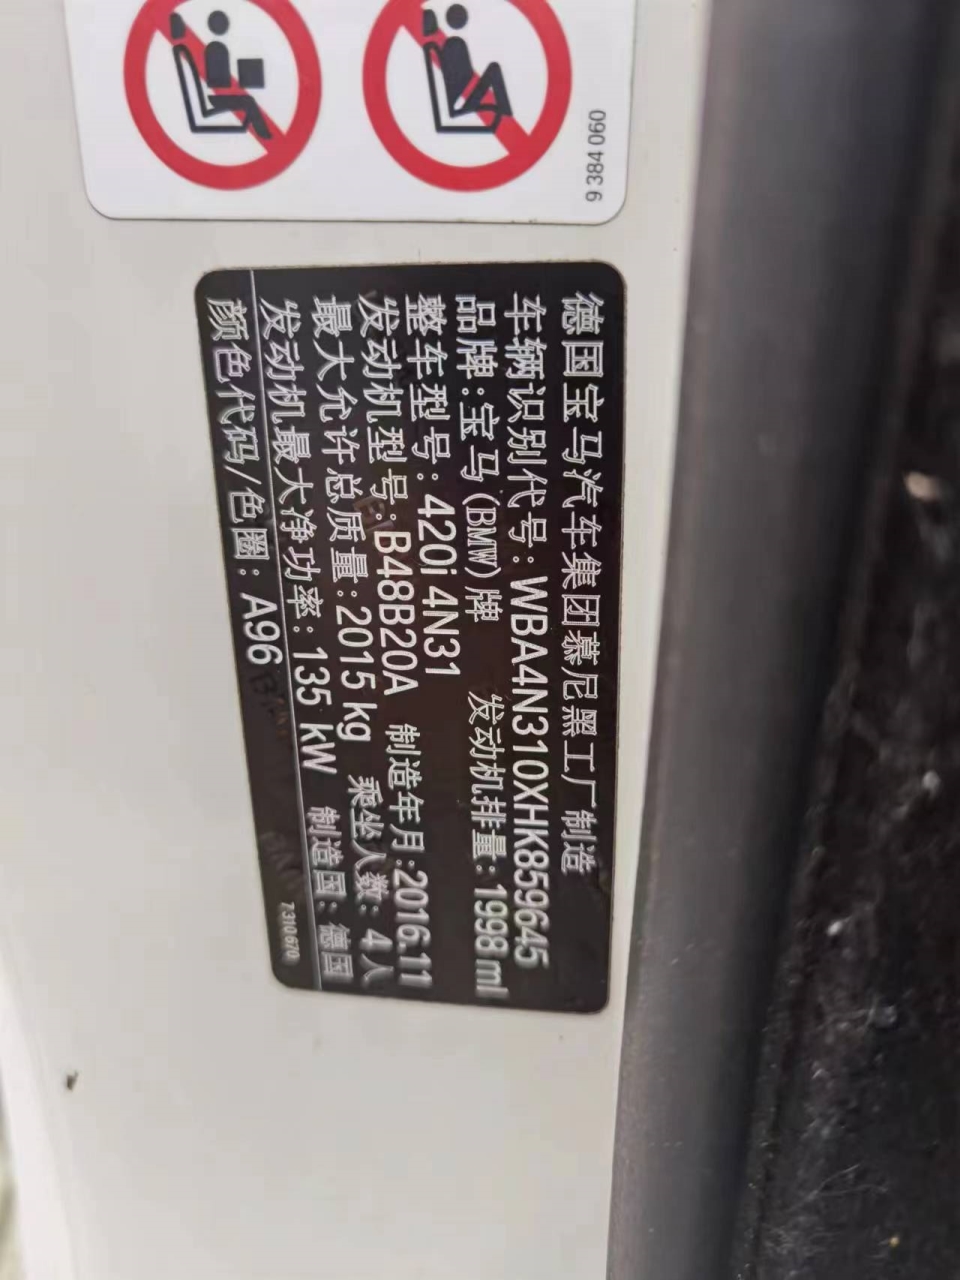 9 384 060
德国宝马汽车集团慕尼黑工厂制造
车辆识别代号:WBA4N310XHK859645
品牌:宝马(BMW)牌 发动机排量:1998 ml
整车型号:420i 4N31
发动机型号:B48B20A 制造年月:2016.11
最大允许总质量:2015 kg 乘坐人数:4人
发动机最大净功率:135 kW 制造国:德国
颜色代码/色圈:A96
7 310 670